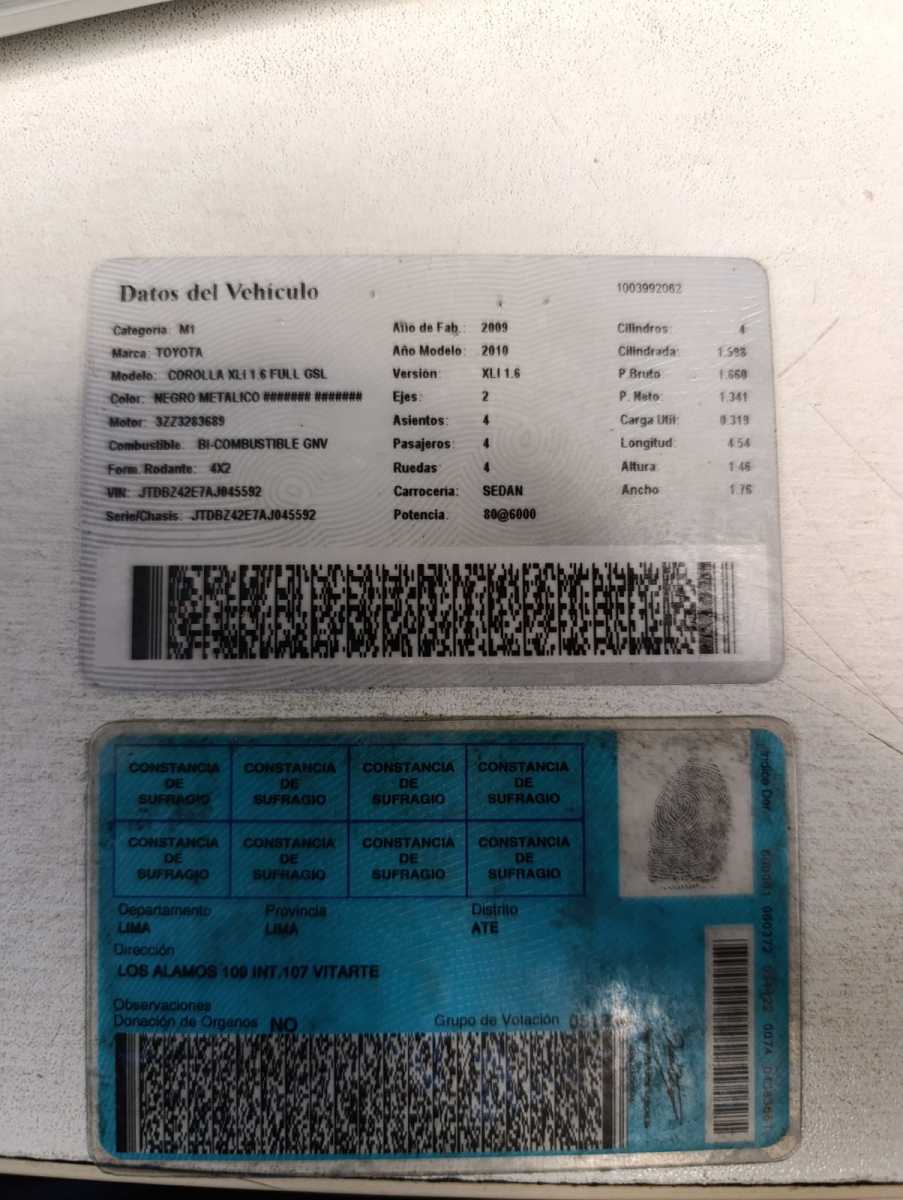 Datos del Vehículo
1003992062
Categoria: M1
Marca: TOYOTA
Modelo: COROLLA XLI 1.6 FULL GSL
Color: NEGRO METALICO ####### #######
Motor: 3ZZ3283689
Combustible: BI-COMBUSTIBLE GNV
Form. Rodante: 4X2
VIN: JTDBZ42E7AJ045592
Serie/Chasis: JTDBZ42E7AJ045592
Año de Fab.: 2009
Año Modelo: 2010
Versión: XLI 1.6
Ejes: 2
Asientos: 4
Pasajeros: 4
Ruedas: 4
Carrocería: SEDAN
Potencia: 80@6000
Cilindros: 4
Cilindrada: 1.598
P.Bruto: 1.660
P. Neto: 1.341
Carga Util: 0.319
Longitud: 4.54
Altura: 1.46
Ancho: 1.76
CONSTANCIA DE SUFRAGIO
CONSTANCIA DE SUFRAGIO
CONSTANCIA DE SUFRAGIO
CONSTANCIA DE SUFRAGIO
CONSTANCIA DE SUFRAGIO
CONSTANCIA DE SUFRAGIO
CONSTANCIA DE SUFRAGIO
CONSTANCIA DE SUFRAGIO
Indice Der
Departamento
LIMA
Provincia
LIMA
Distrito
ATE
Dirección
LOS ALAMOS 109 INT.107 VITARTE
Observaciones
Donación de Organos NO
Grupo de Votación